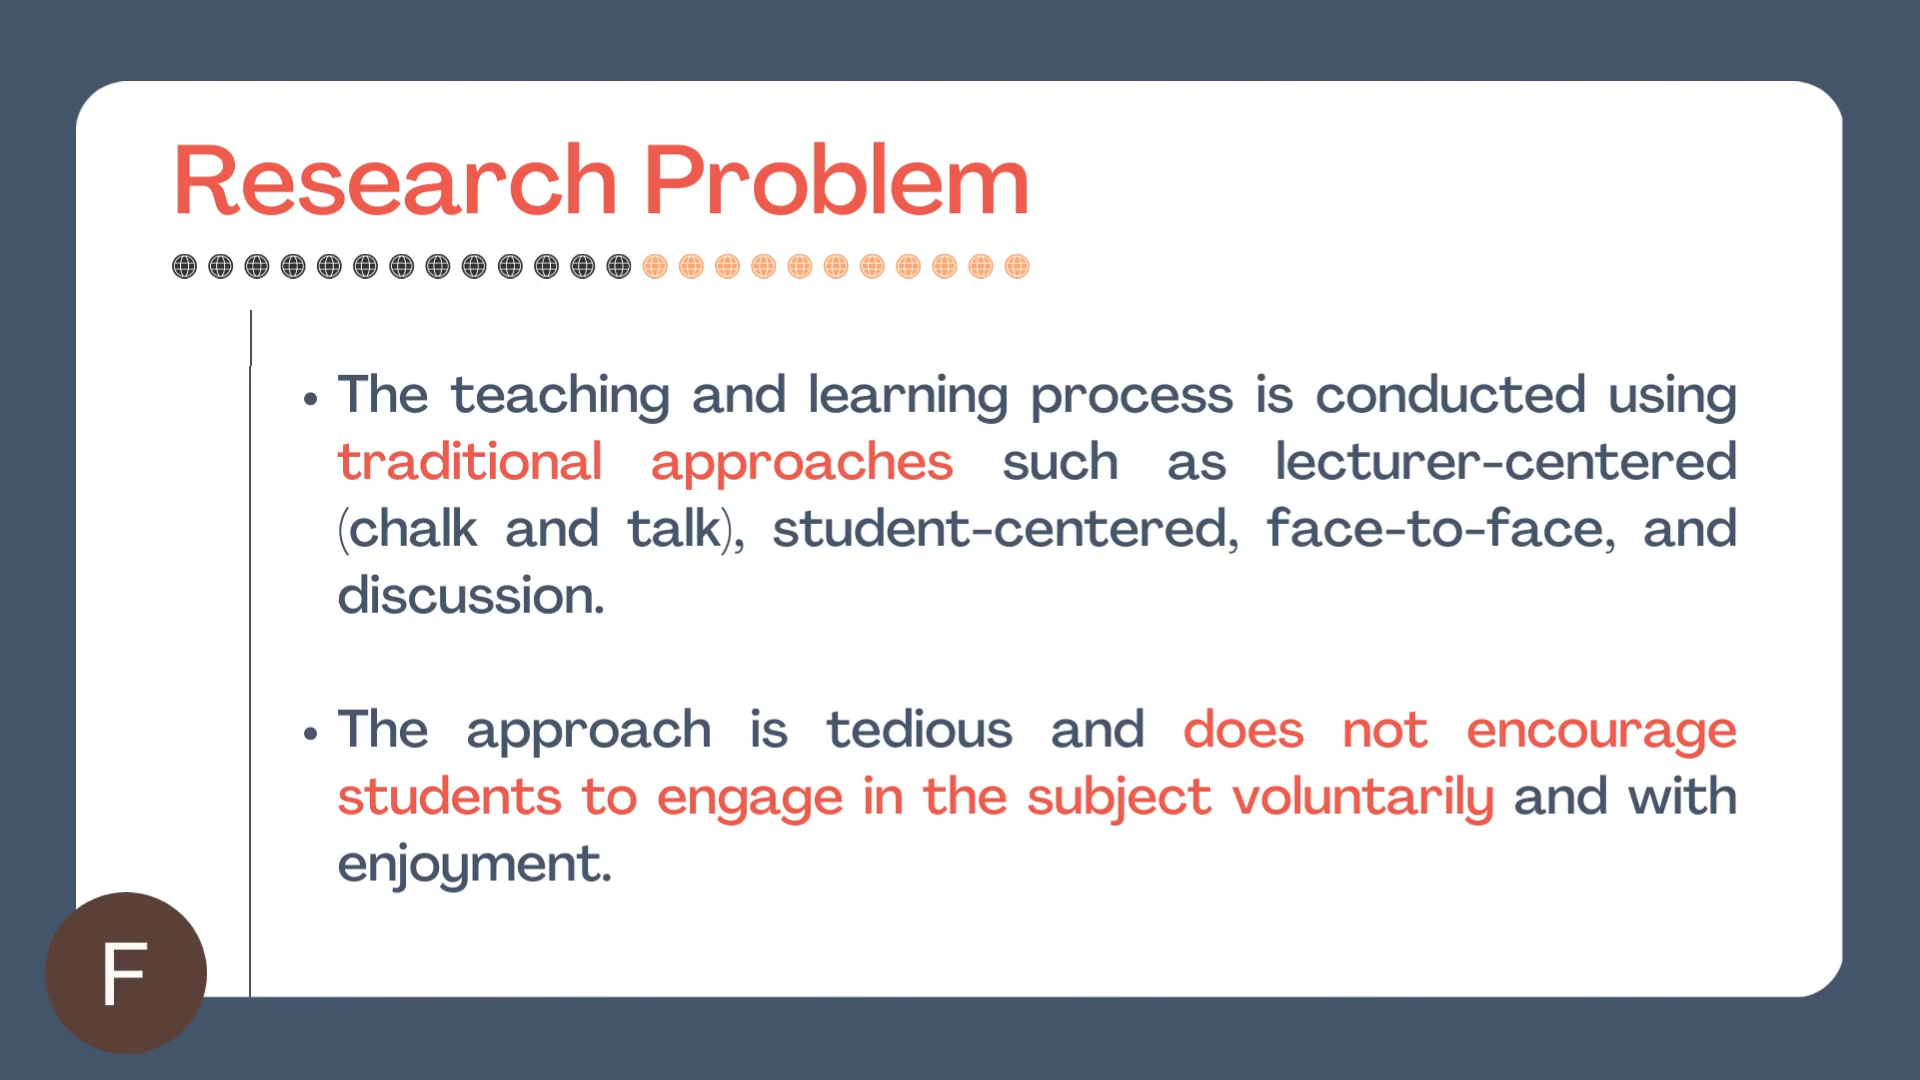 Research Problem
• The teaching and learning process is conducted using
traditional approaches such as lecturer-centered
(chalk and talk), student-centered, face-to-face, and
discussion.
• The approach is tedious and does not encourage
students to engage in the subject voluntarily and with
enjoyment.
F